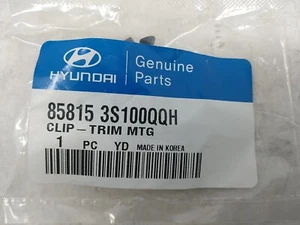 HYUNDAI
Genuine
Parts
85815 3S100QQH
CLIP-TRIM MTG
1 PC YD MADE IN KOREA